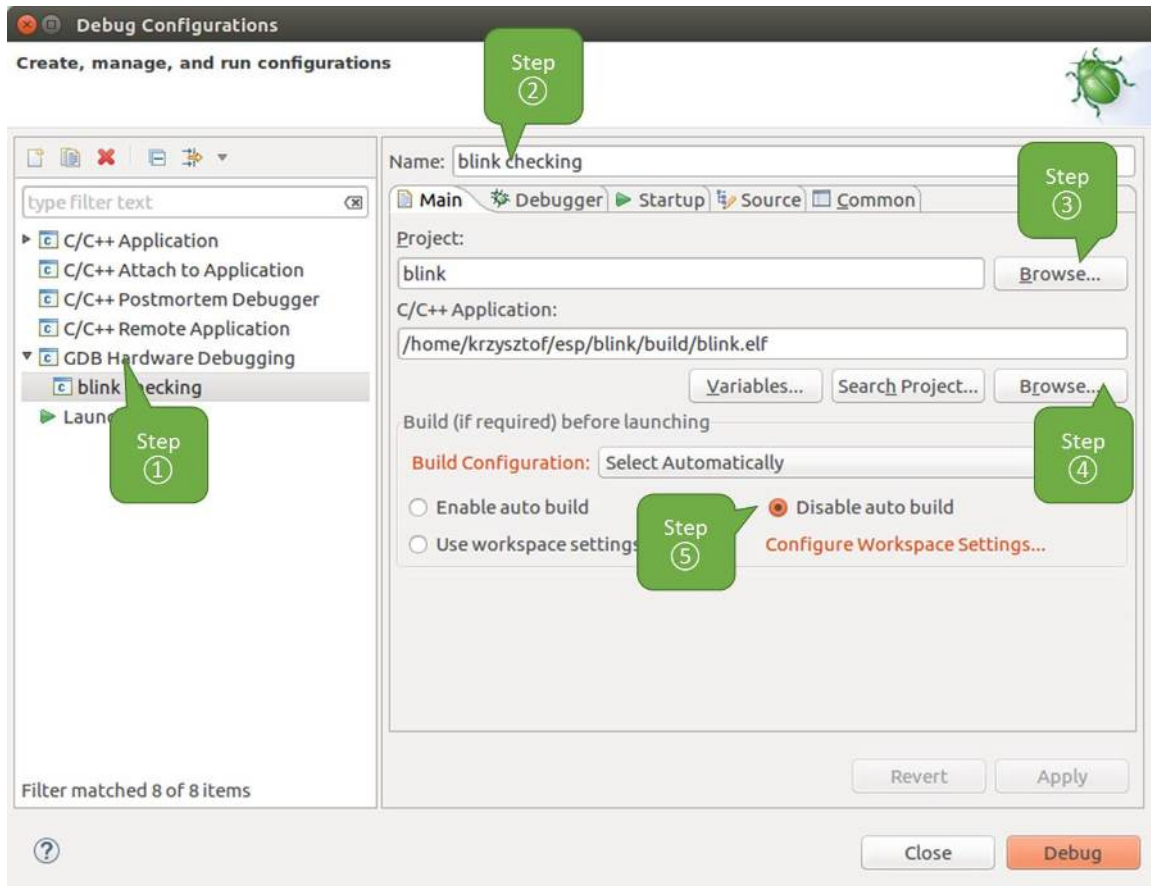 Debug Configurations
Create, manage, and run configurations
Step
②
type filter text
C/C++ Application
C/C++ Attach to Application
C/C++ Postmortem Debugger
C/C++ Remote Application
GDB Hardware Debugging
blink checking
Step
①
Filter matched 8 of 8 items
Name: blink checking
Step
③
Main Debugger Startup Source Common
Project:
blink Browse...
C/C++ Application:
/home/krzysztof/esp/blink/build/blink.elf
Variables... Search Project... Browse...
Step
④
Build (if required) before launching
Build Configuration: Select Automatically
Enable auto build Disable auto build
Step
⑤
Use workspace settings Configure Workspace Settings...
Revert Apply
Close Debug